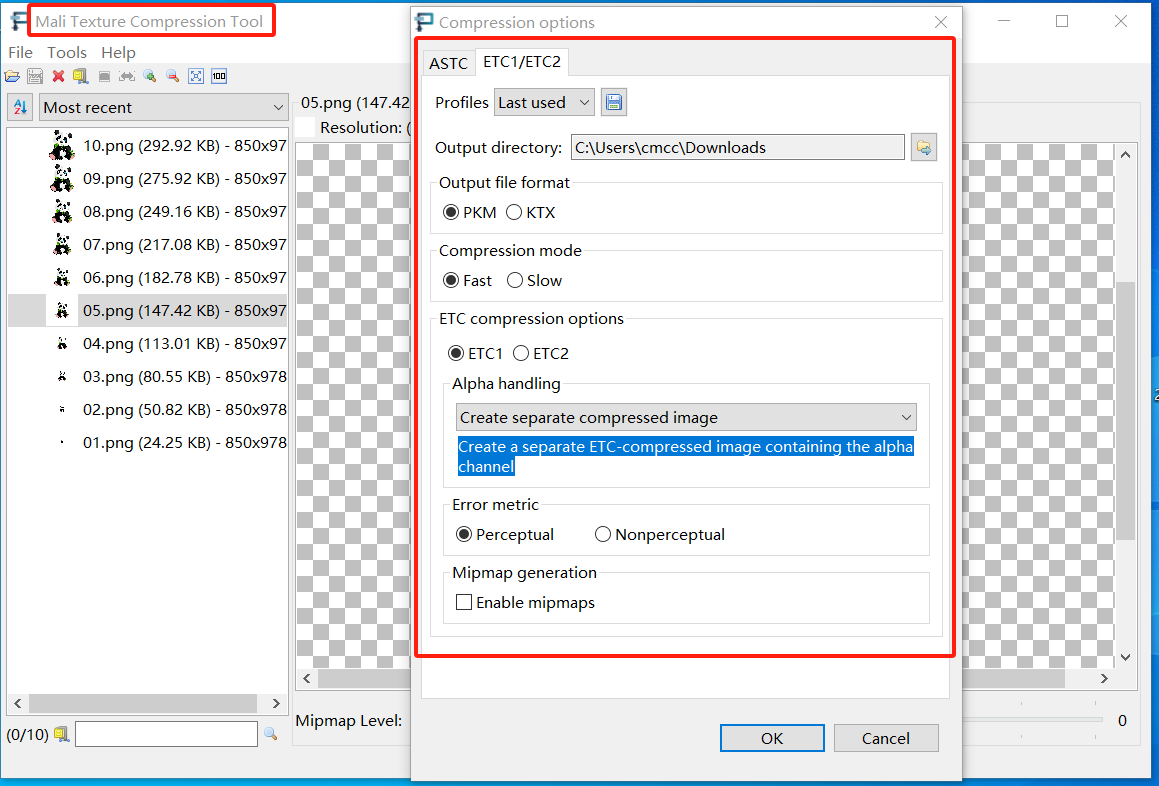 Mali Texture Compression Tool
File Tools Help
100
Most recent
10.png (292.92 KB) - 850x97
09.png (275.92 KB) - 850x97
08.png (249.16 KB) - 850x97
07.png (217.08 KB) - 850x97
06.png (182.78 KB) - 850x97
05.png (147.42 KB) - 850x97
04.png (113.01 KB) - 850x97
03.png (80.55 KB) - 850x978
02.png (50.82 KB) - 850x978
01.png (24.25 KB) - 850x978
(0/10)
05.png (147.42
Resolution: (
Mipmap Level:
0
Compression options
ASTC ETC1/ETC2
Profiles Last used
Output directory: C:\Users\cmcc\Downloads
Output file format
PKM KTX
Compression mode
Fast Slow
ETC compression options
ETC1 ETC2
Alpha handling
Create separate compressed image
Create a separate ETC-compressed image containing the alpha
channel
Error metric
Perceptual Nonperceptual
Mipmap generation
Enable mipmaps
OK Cancel